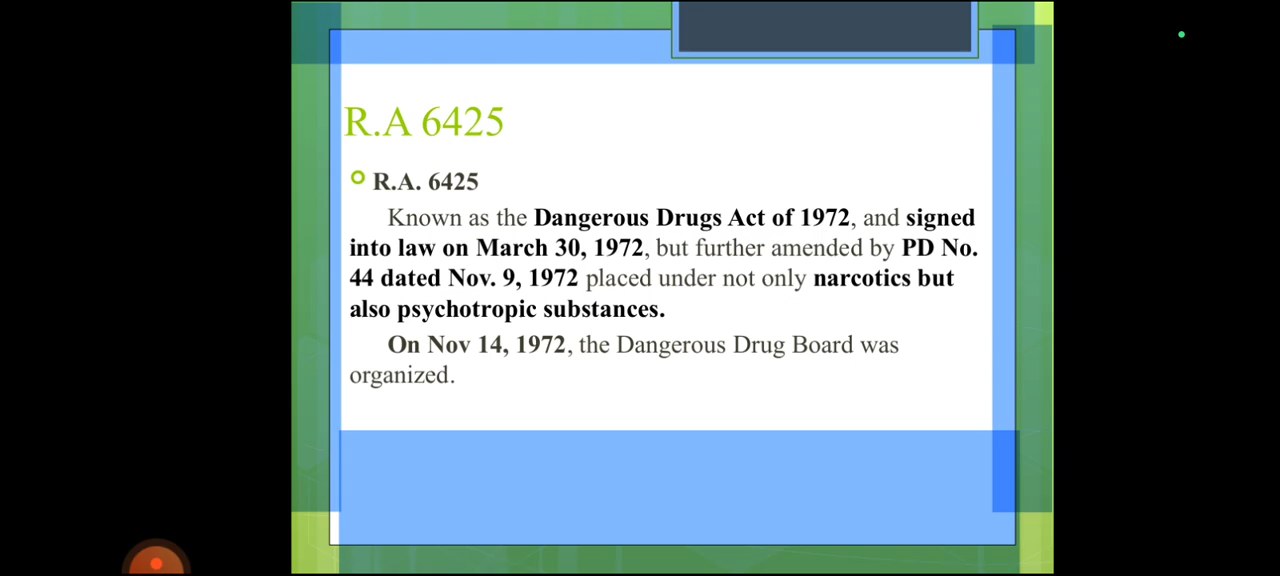 R.A 6425
R.A. 6425
Known as the Dangerous Drugs Act of 1972, and signed
into law on March 30, 1972, but further amended by PD No.
44 dated Nov. 9, 1972 placed under not only narcotics but
also psychotropic substances.
On Nov 14, 1972, the Dangerous Drug Board was
organized.